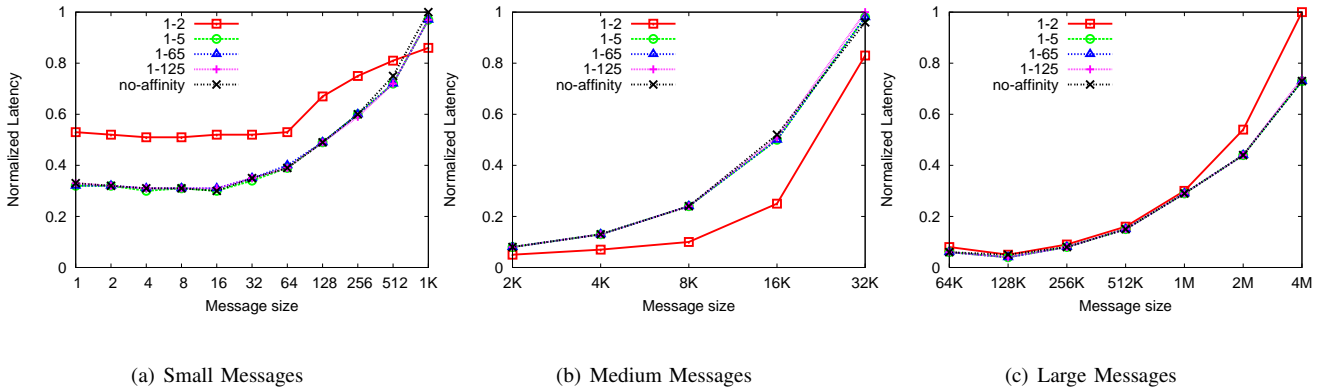 Normalized Latency
1
0.8
0.6
0.4
0.2
0
1-2
1-5
1-65
1-125
no-affinity
1 2 4 8 16 32 64 128 256 512 1K
Message size
(a) Small Messages
Normalized Latency
1
0.8
0.6
0.4
0.2
0
1-2
1-5
1-65
1-125
no-affinity
2K 4K 8K 16K 32K
Message size
(b) Medium Messages
Normalized Latency
1
0.8
0.6
0.4
0.2
0
1-2
1-5
1-65
1-125
no-affinity
64K 128K 256K 512K 1M 2M 4M
Message size
(c) Large Messages